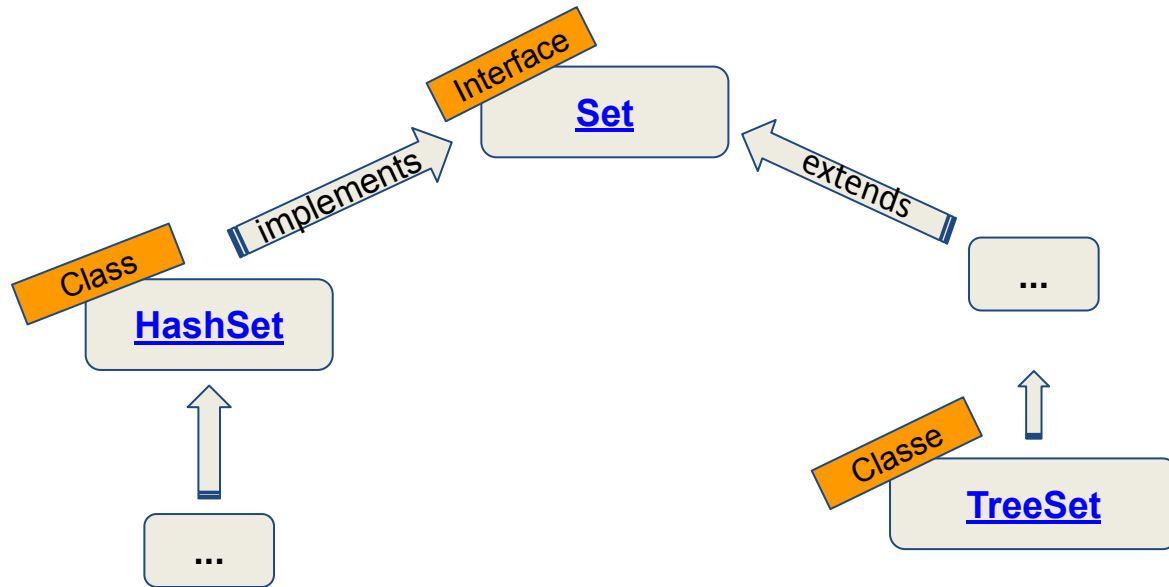 Interface
Set
implements
extends
Class
HashSet
...
...
Classe
TreeSet